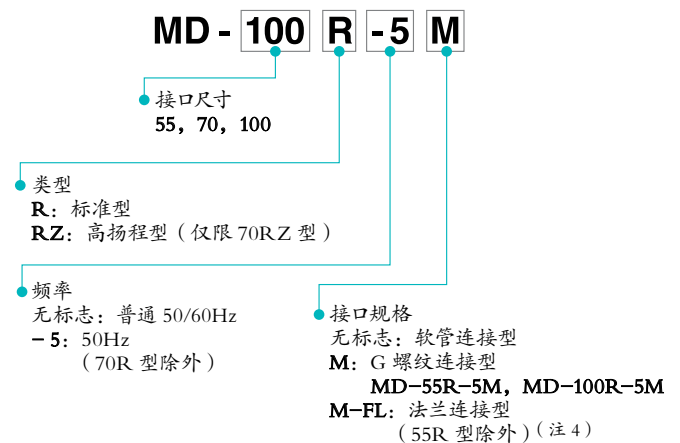 MD - 100 R -5 M
接口尺寸
55，70，100
类型
R：标准型
RZ：高扬程型（仅限 70RZ 型）
频率
无标志：普通 50/60Hz
－5：50Hz
（70R 型除外）
接口规格
无标志：软管连接型
M：G 螺纹连接型
MD-55R-5M，MD-100R-5M
M-FL：法兰连接型
（55R 型除外）（注 4）